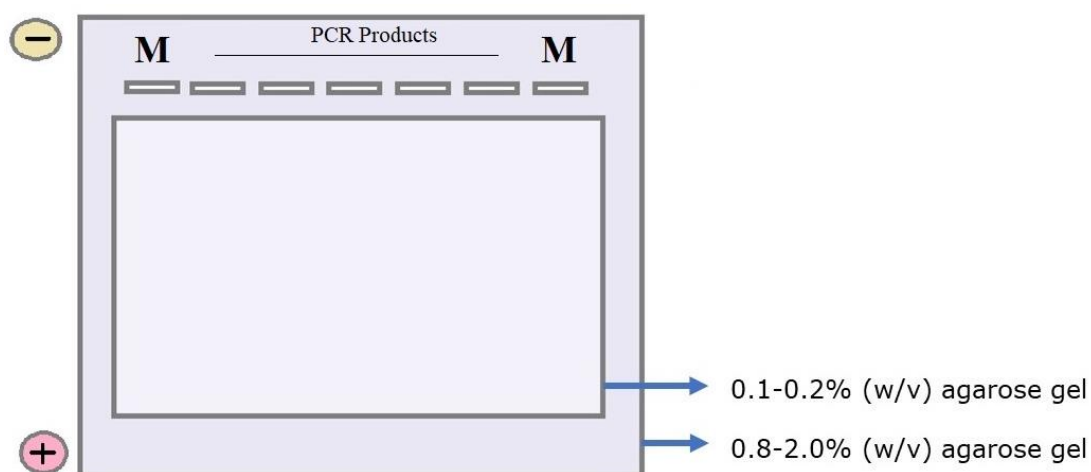 −
M PCR Products M
0.1-0.2% (w/v) agarose gel
0.8-2.0% (w/v) agarose gel
+